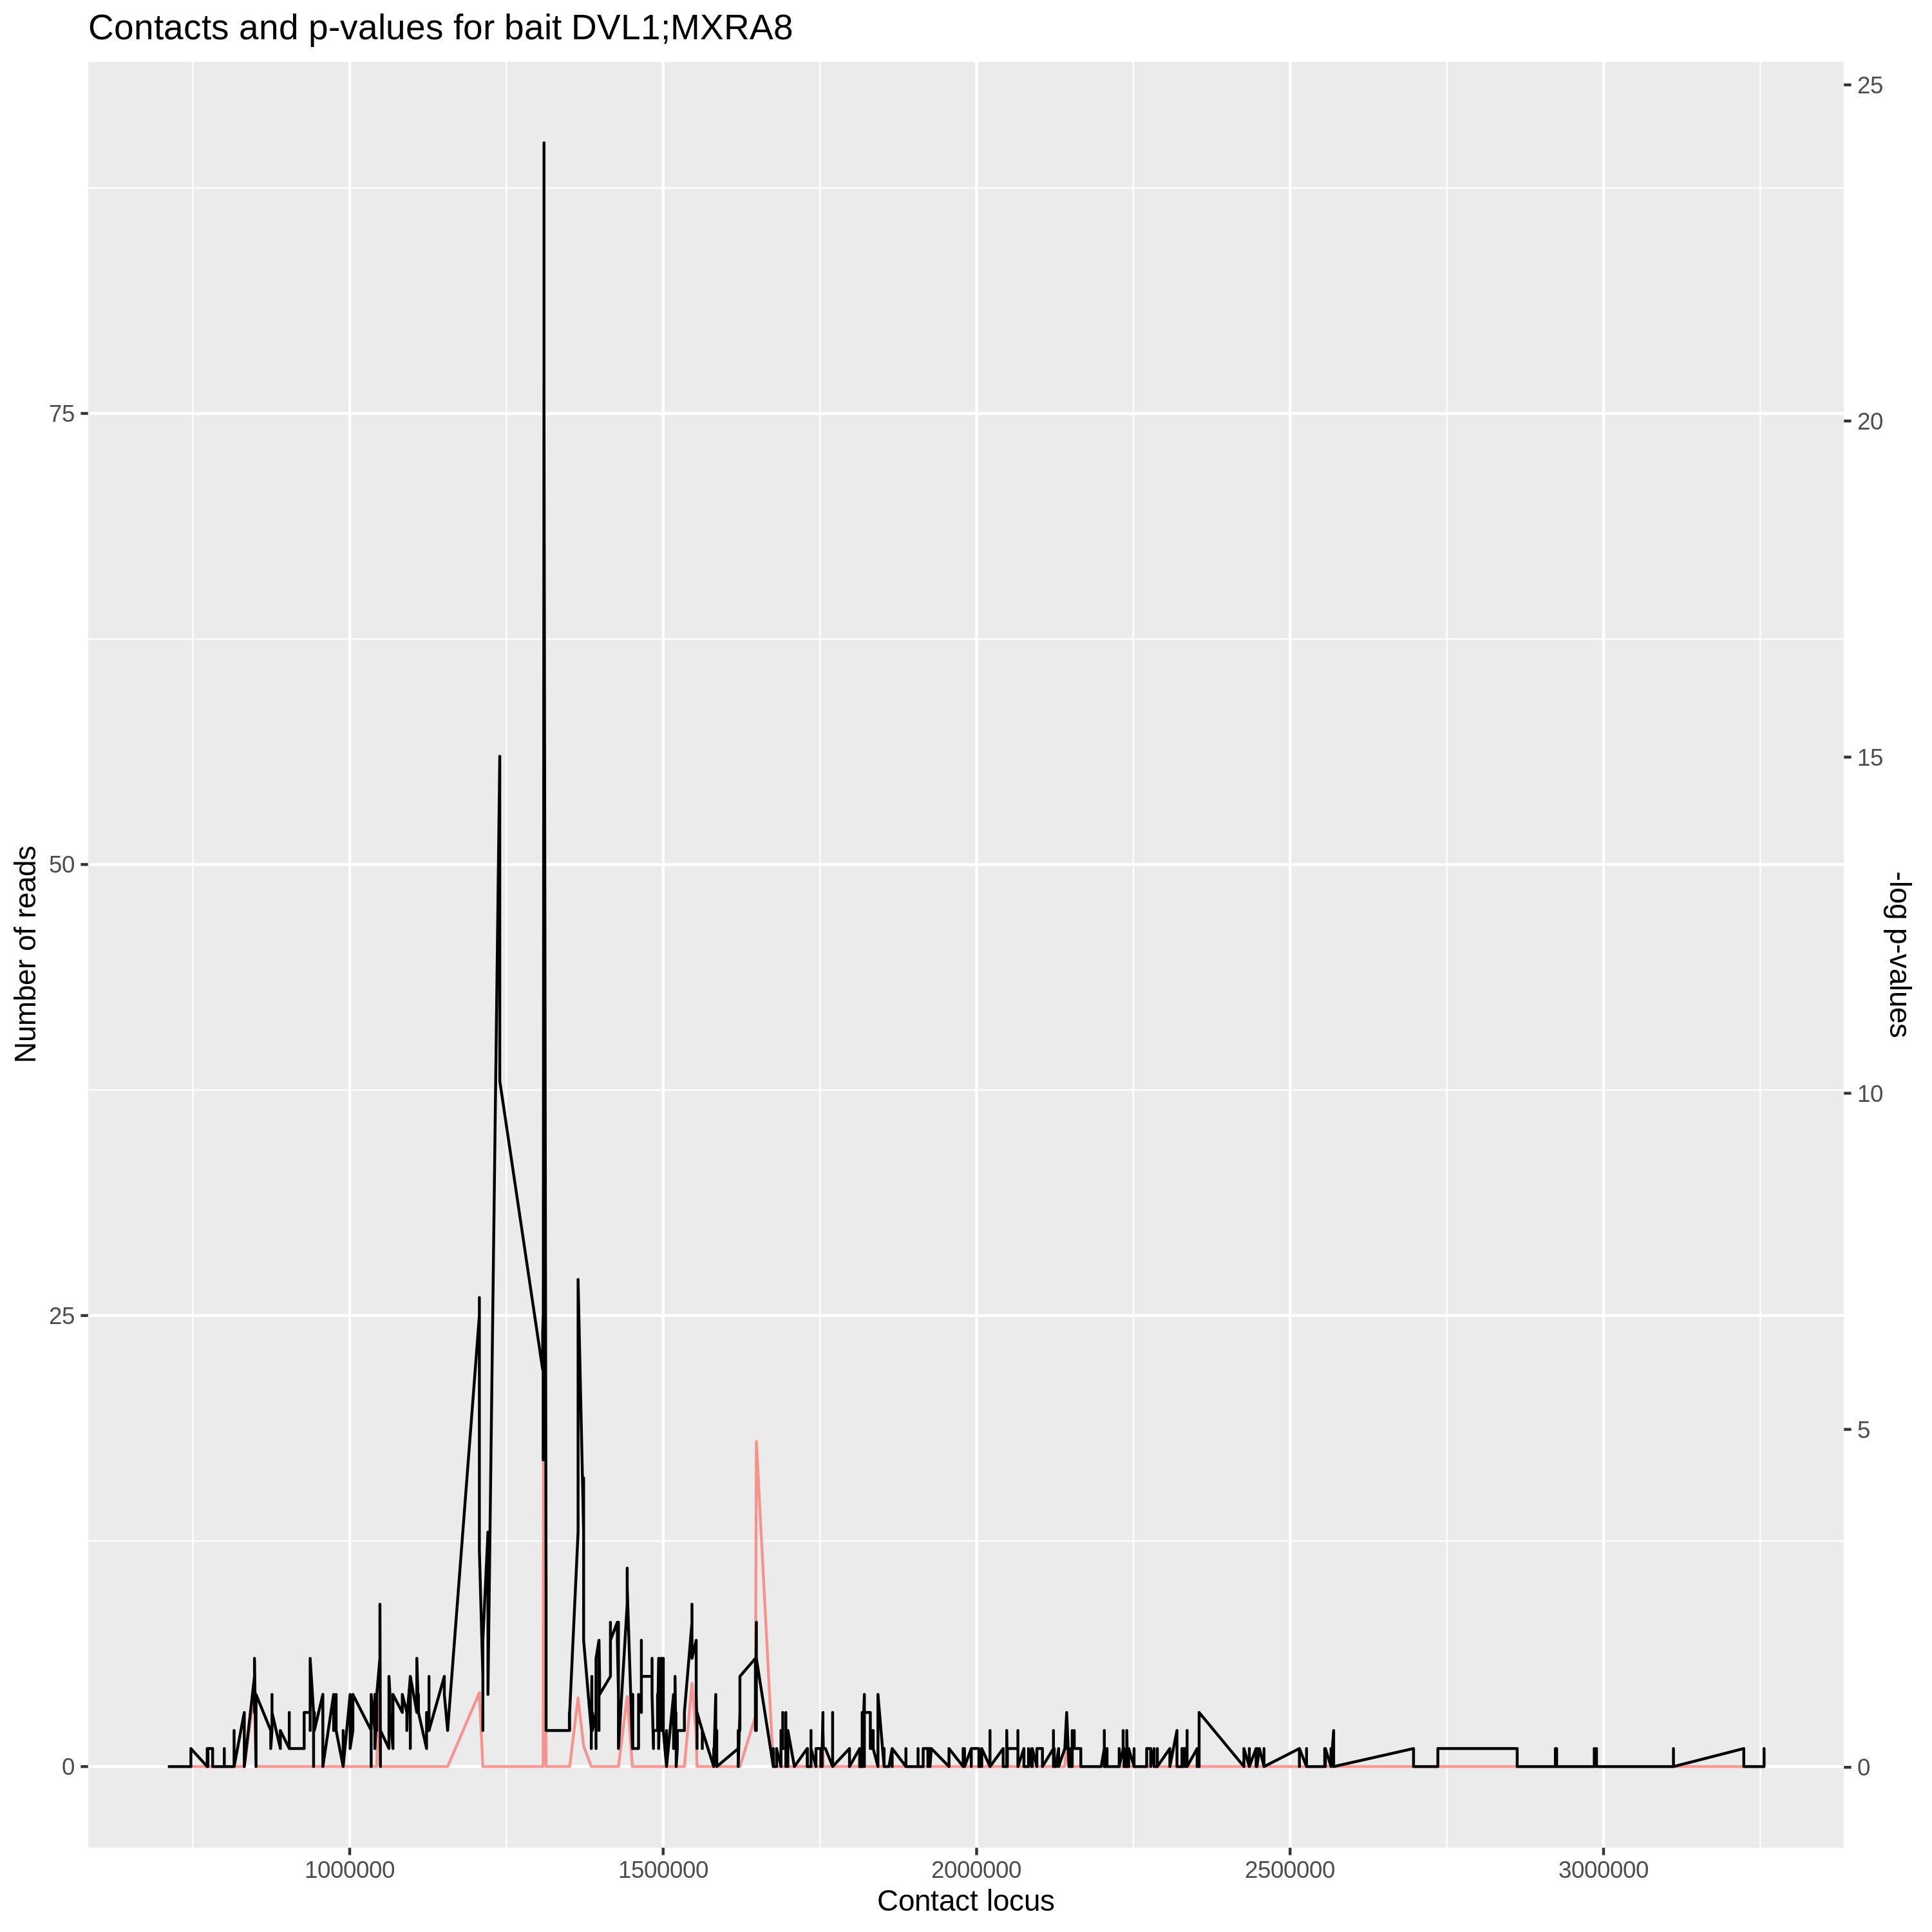 Contacts and p-values for bait DVL1;MXRA8
Number of reads
75
50
25
0
25
20
15
10
5
0
-log p-values
1000000 1500000 2000000 2500000 3000000
Contact locus